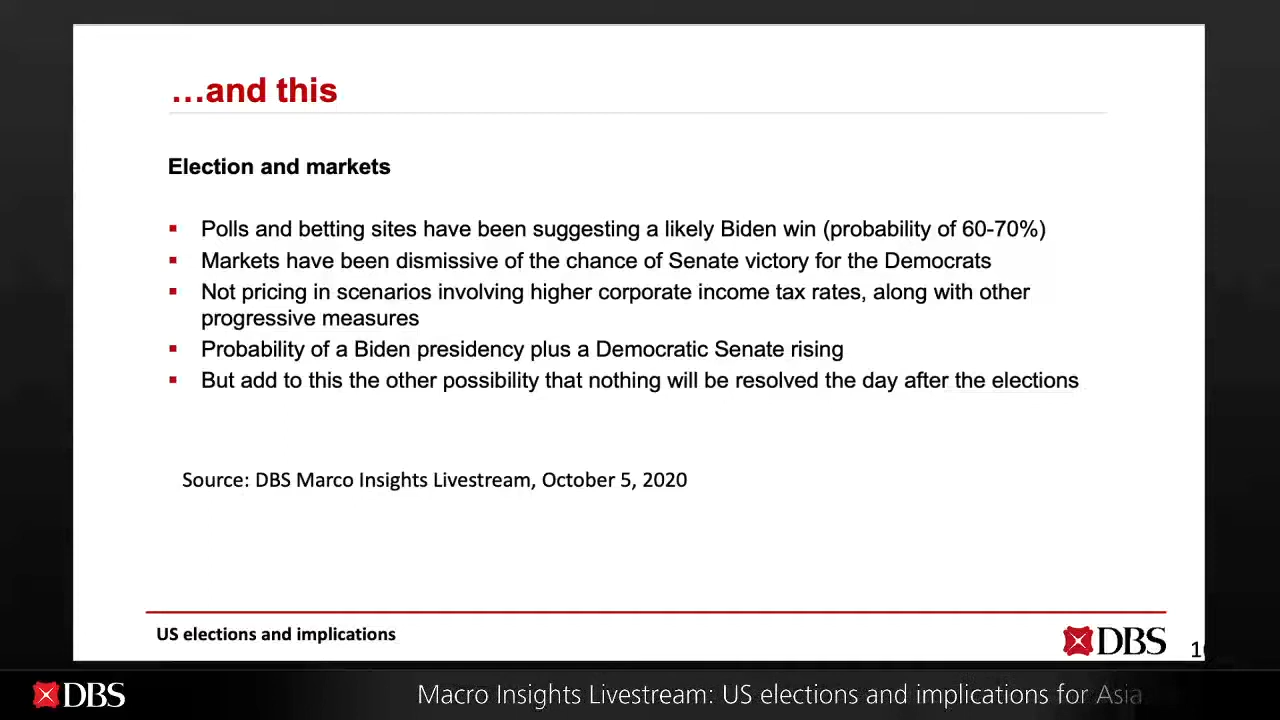 …and this
Election and markets
▪ Polls and betting sites have been suggesting a likely Biden win (probability of 60-70%)
▪ Markets have been dismissive of the chance of Senate victory for the Democrats
▪ Not pricing in scenarios involving higher corporate income tax rates, along with other
progressive measures
▪ Probability of a Biden presidency plus a Democratic Senate rising
▪ But add to this the other possibility that nothing will be resolved the day after the elections
Source: DBS Marco Insights Livestream, October 5, 2020
US elections and implications
DBS
DBS
Macro Insights Livestream: US elections and implications for Asia